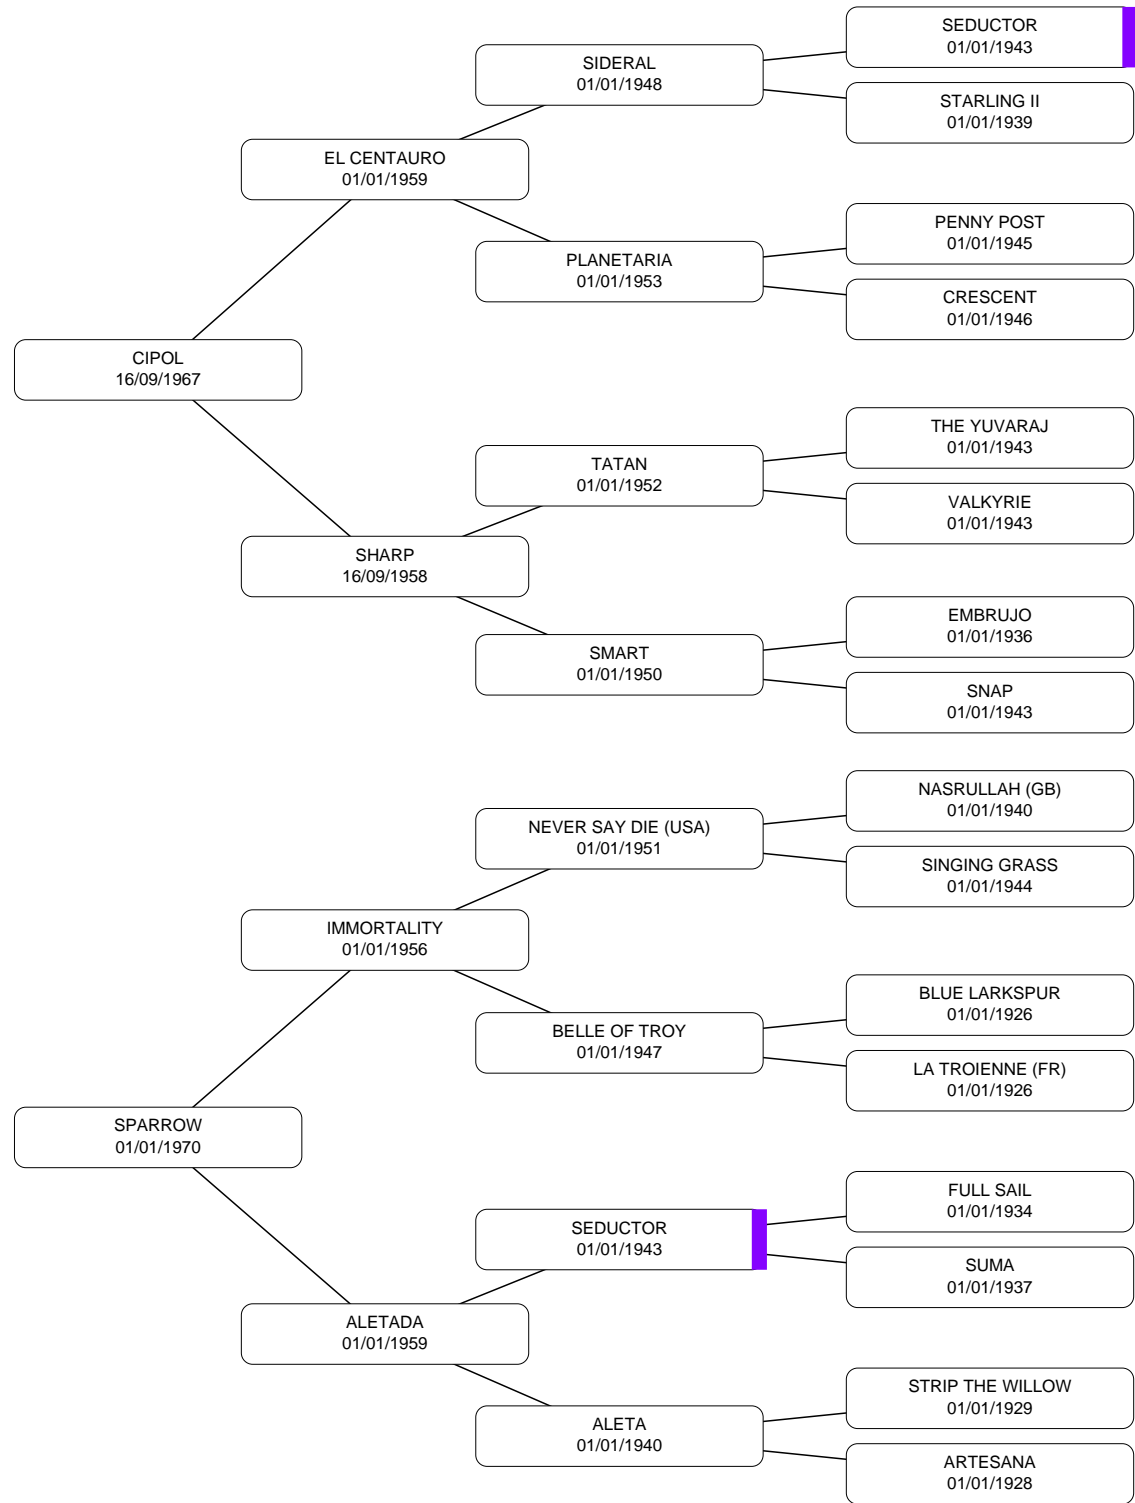 SEDUCTOR
01/01/1943
SIDERAL
01/01/1948
STARLING II
01/01/1939
EL CENTAURO
01/01/1959
PENNY POST
01/01/1945
PLANETARIA
01/01/1953
CRESCENT
01/01/1946
CIPOL
16/09/1967
THE YUVARAJ
01/01/1943
TATAN
01/01/1952
VALKYRIE
01/01/1943
SHARP
16/09/1958
EMBRUJO
01/01/1936
SMART
01/01/1950
SNAP
01/01/1943
NASRULLAH (GB)
01/01/1940
NEVER SAY DIE (USA)
01/01/1951
SINGING GRASS
01/01/1944
IMMORTALITY
01/01/1956
BLUE LARKSPUR
01/01/1926
BELLE OF TROY
01/01/1947
LA TROIENNE (FR)
01/01/1926
SPARROW
01/01/1970
FULL SAIL
01/01/1934
SEDUCTOR
01/01/1943
SUMA
01/01/1937
ALETADA
01/01/1959
STRIP THE WILLOW
01/01/1929
ALETA
01/01/1940
ARTESANA
01/01/1928